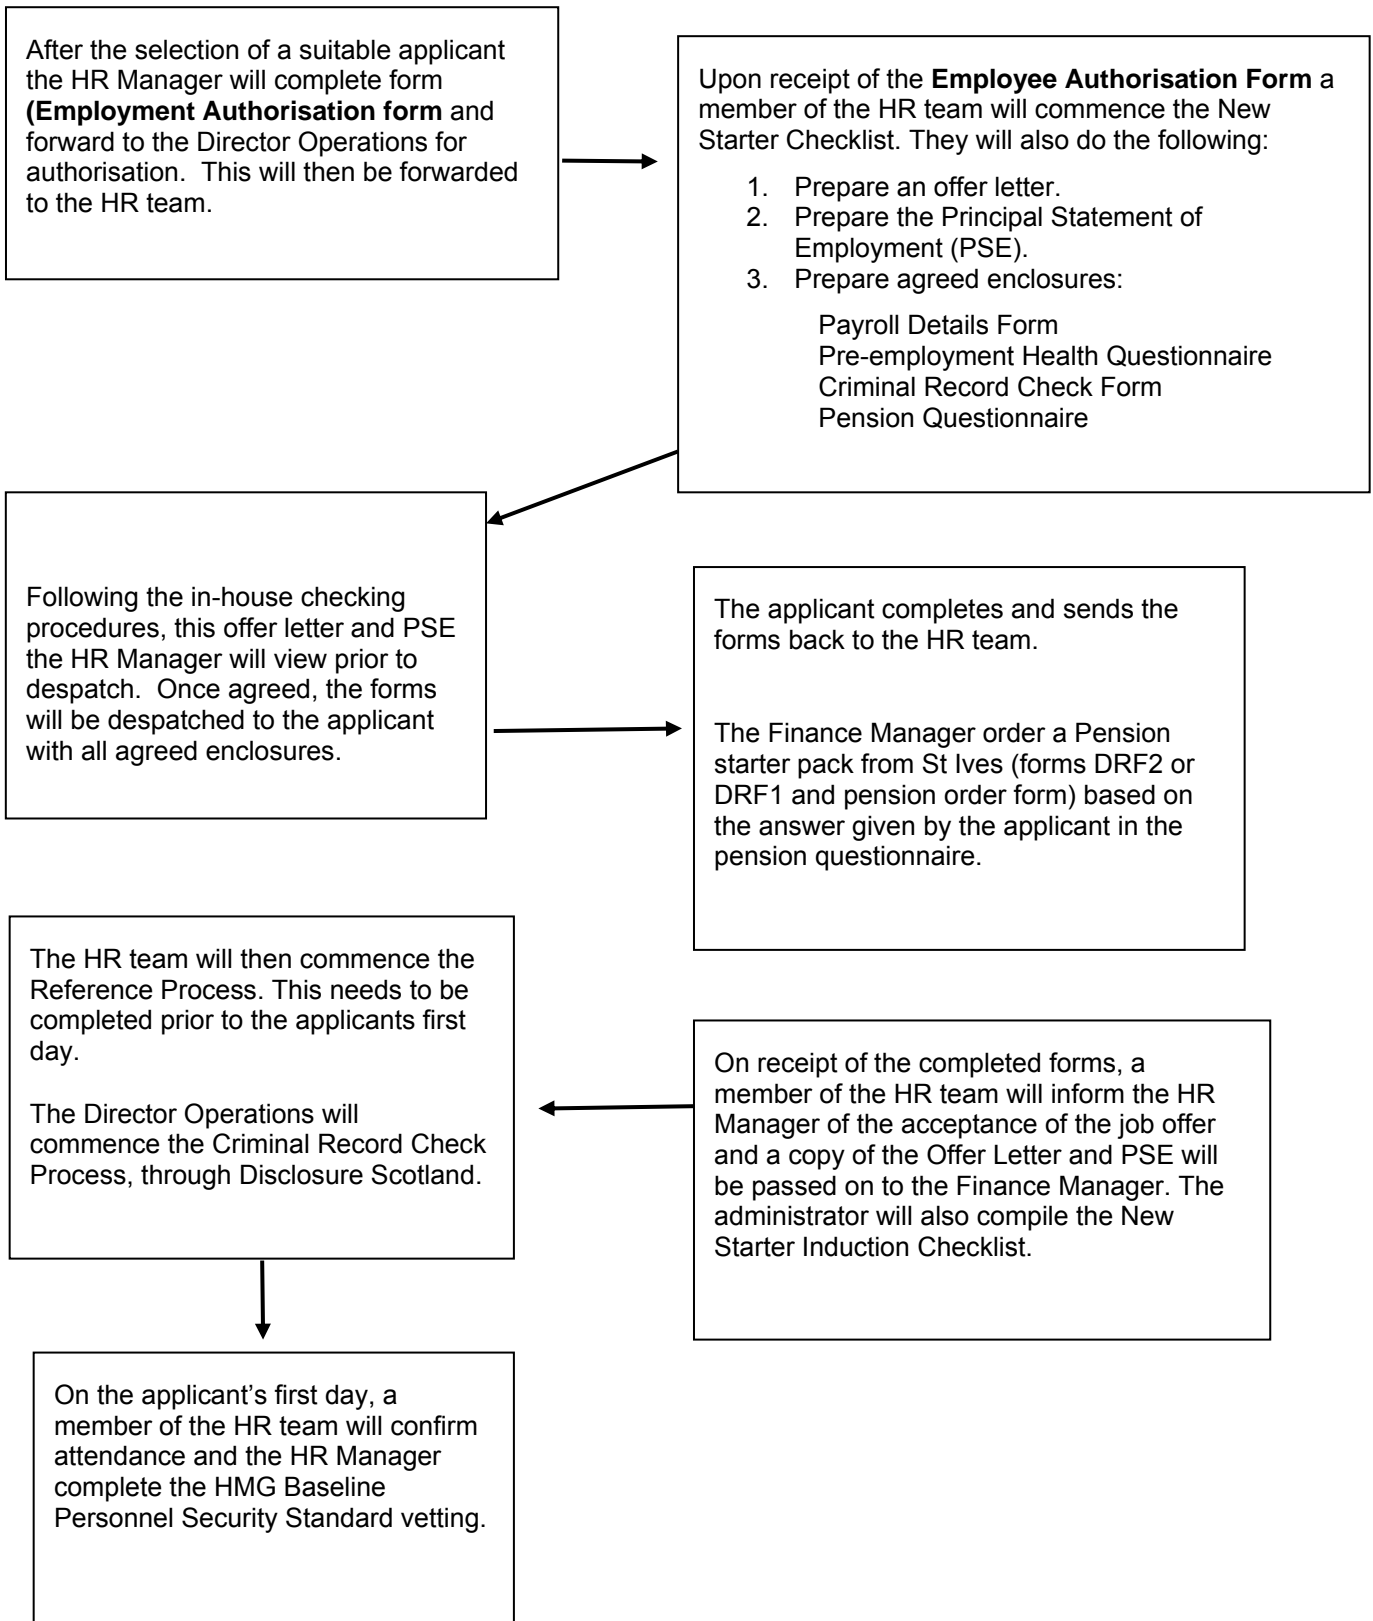 After the selection of a suitable applicant
the HR Manager will complete form
(Employment Authorisation form and
forward to the Director Operations for
authorisation.  This will then be forwarded
to the HR team.
Upon receipt of the Employee Authorisation Form a
member of the HR team will commence the New
Starter Checklist. They will also do the following:
1. Prepare an offer letter.
2. Prepare the Principal Statement of
Employment (PSE).
3. Prepare agreed enclosures:
Payroll Details Form
Pre-employment Health Questionnaire
Criminal Record Check Form
Pension Questionnaire
Following the in-house checking
procedures, this offer letter and PSE
the HR Manager will view prior to
despatch.  Once agreed, the forms
will be despatched to the applicant
with all agreed enclosures.
The applicant completes and sends the
forms back to the HR team.
The Finance Manager order a Pension
starter pack from St Ives (forms DRF2 or
DRF1 and pension order form) based on
the answer given by the applicant in the
pension questionnaire.
On receipt of the completed forms, a
member of the HR team will inform the HR
Manager of the acceptance of the job offer
and a copy of the Offer Letter and PSE will
be passed on to the Finance Manager. The
administrator will also compile the New
Starter Induction Checklist.
The HR team will then commence the
Reference Process. This needs to be
completed prior to the applicants first
day.
The Director Operations will
commence the Criminal Record Check
Process, through Disclosure Scotland.
On the applicant’s first day, a
member of the HR team will confirm
attendance and the HR Manager
complete the HMG Baseline
Personnel Security Standard vetting.